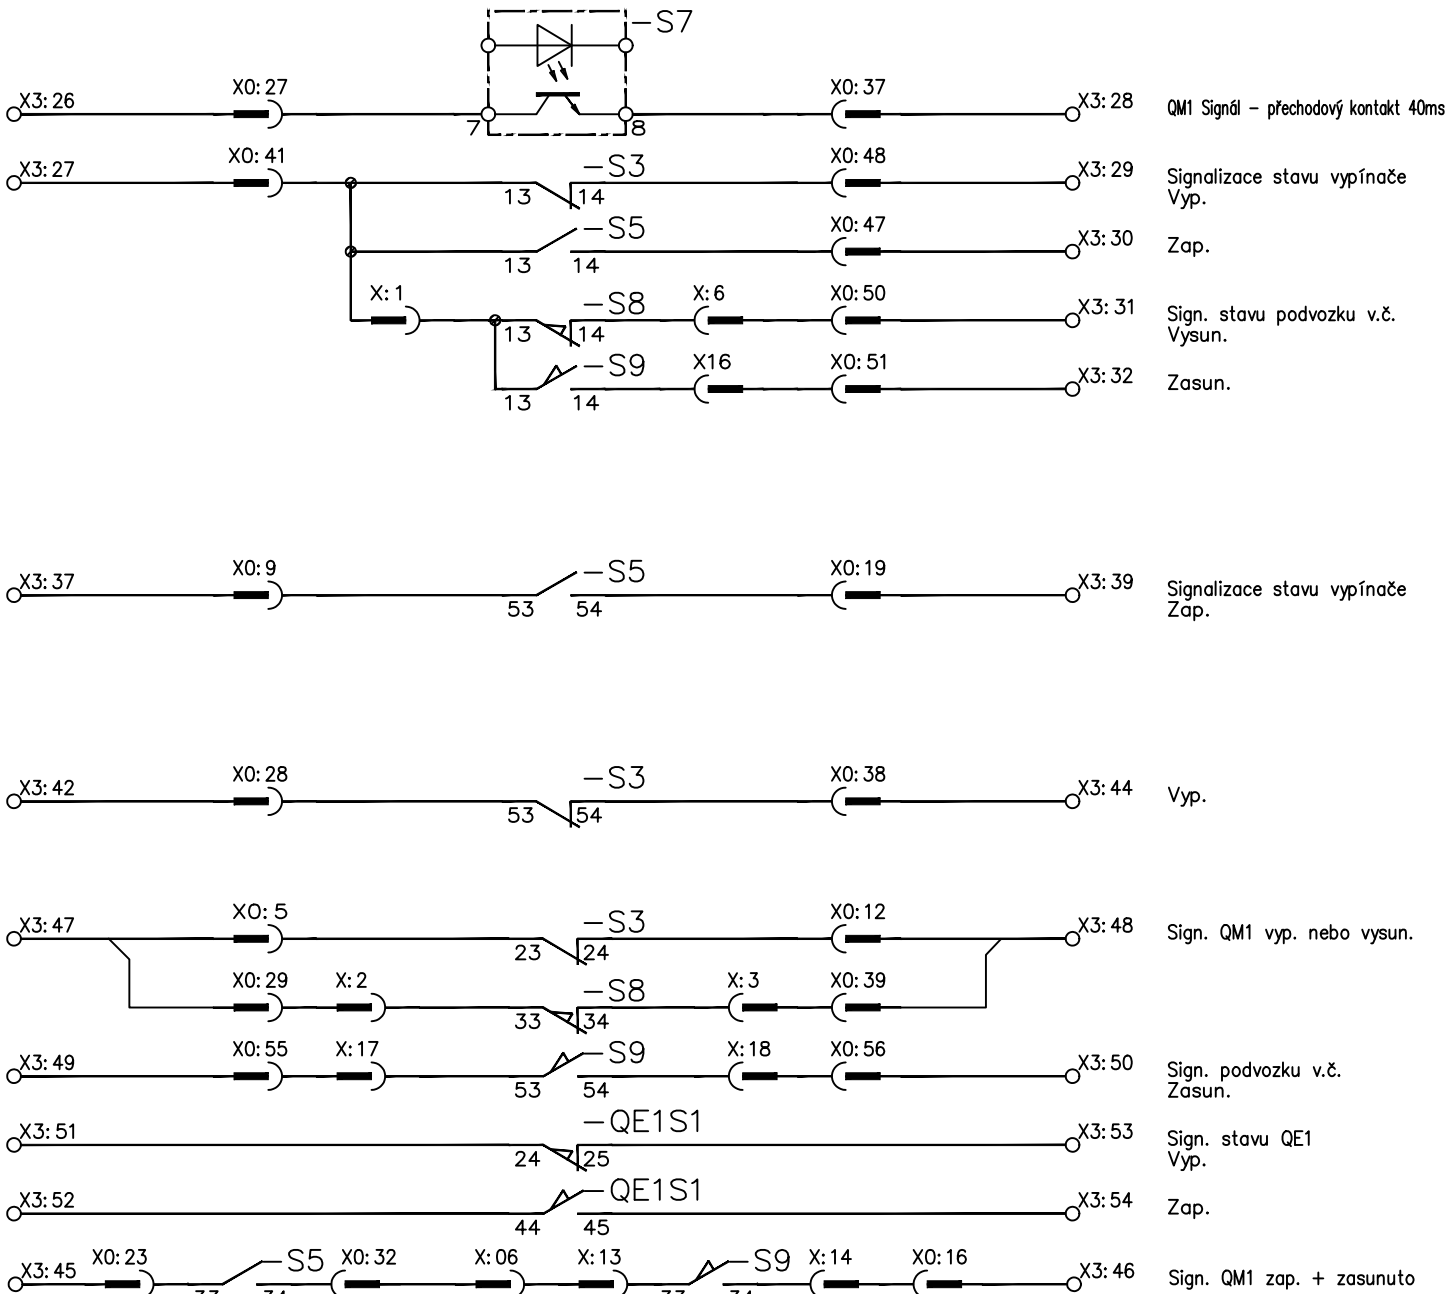 –S7
X3:26 X0:27 7 8 X0:37 X3:28 QM1 Signál – přechodový kontakt 40ms
X3:27 X0:41 13 –S3 14 X0:48 X3:29 Signalizace stavu vypínače
Vyp.
13 –S5 14 X0:47 X3:30 Zap.
X:1 13 –S8 14 X:6 X0:50 X3:31 Sign. stavu podvozku v.č.
Vysun.
13 –S9 14 X16 X0:51 X3:32 Zasun.
X3:37 X0:9 53 –S5 54 X0:19 X3:39 Signalizace stavu vypínače
Zap.
X3:42 X0:28 53 –S3 54 X0:38 X3:44 Vyp.
X3:47 X0:5 23 –S3 24 X0:12 X3:48 Sign. QM1 vyp. nebo vysun.
X0:29 X:2 33 –S8 34 X:3 X0:39
X3:49 X0:55 X:17 53 –S9 54 X:18 X0:56 X3:50 Sign. podvozku v.č.
Zasun.
X3:51 24 –QE1S1 25 X3:53 Sign. stavu QE1
Vyp.
X3:52 44 –QE1S1 45 X3:54 Zap.
X3:45 X0:23 –S5 X0:32 X:06 X:13 –S9 X:14 X0:16 X3:46 Sign. QM1 zap. + zasunuto